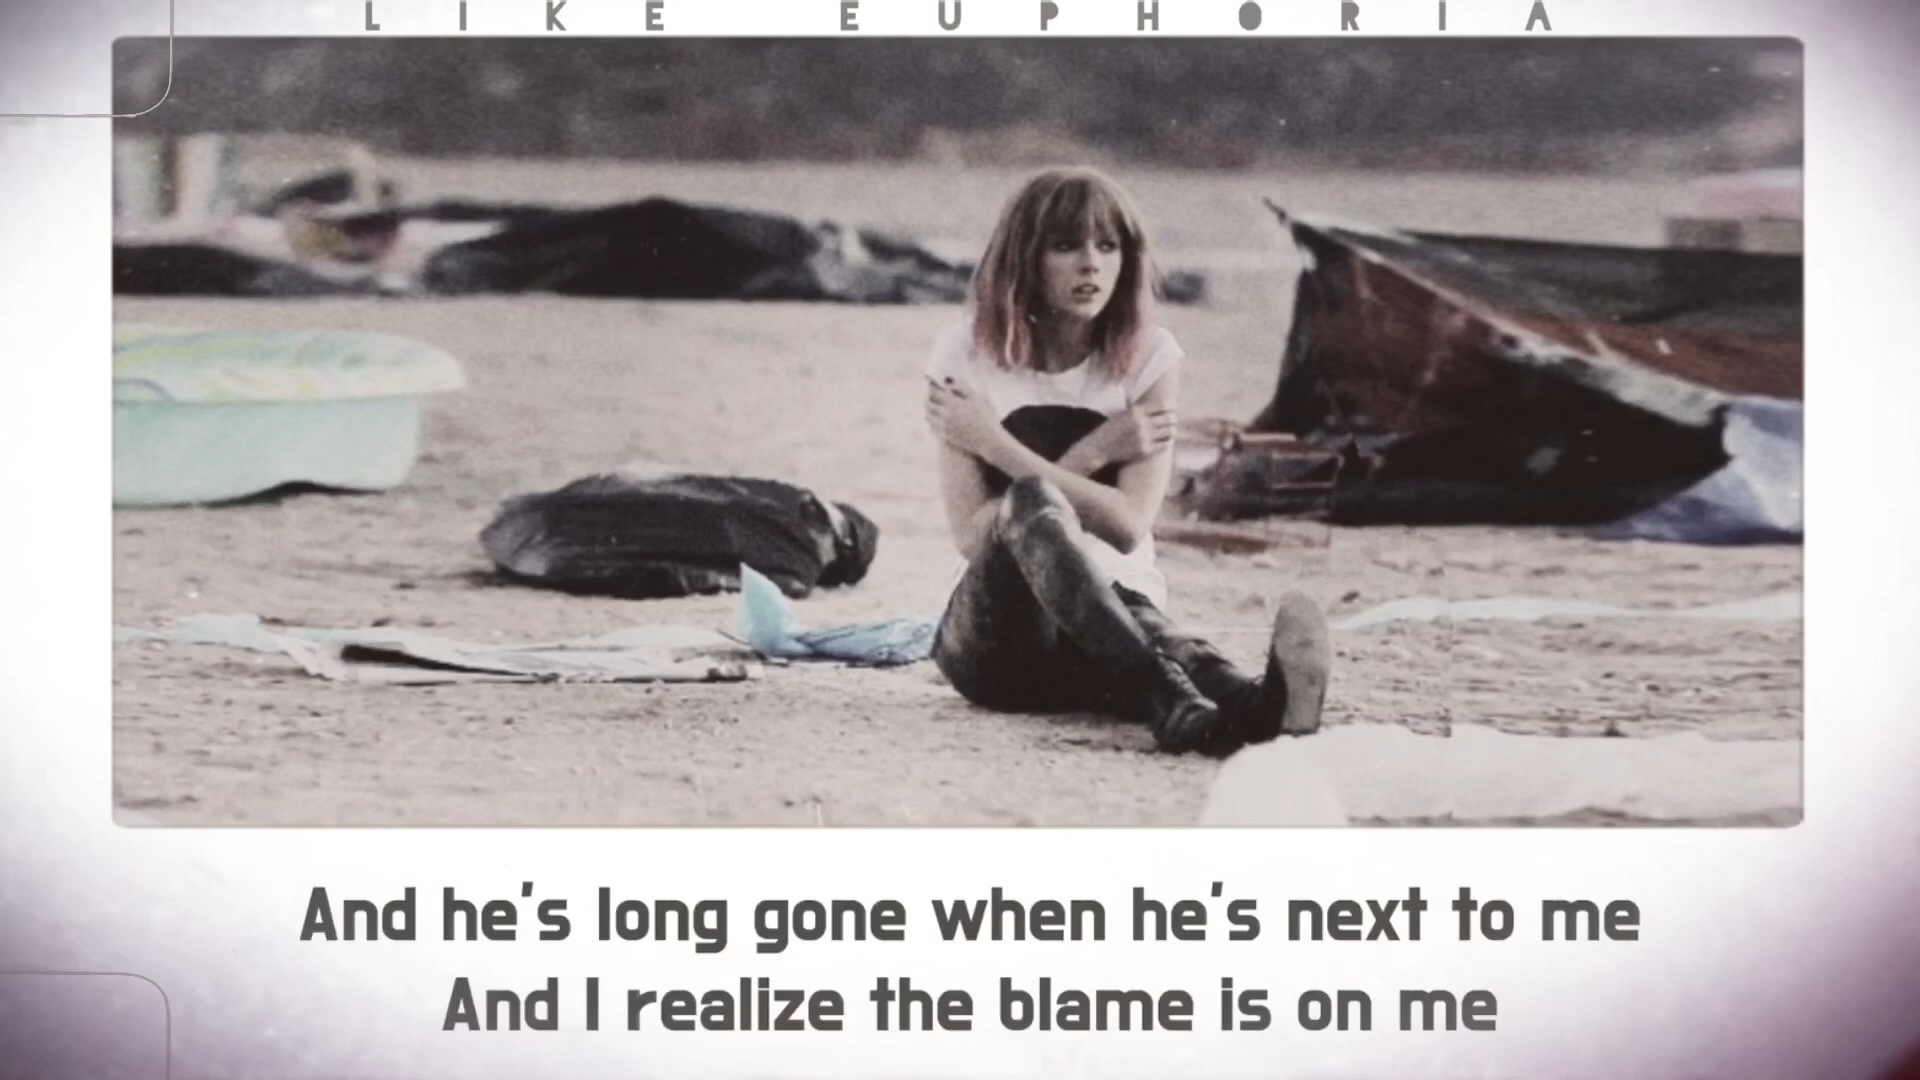 LIKE EUPHORIA
And he's long gone when he's next to me
And I realize the blame is on me